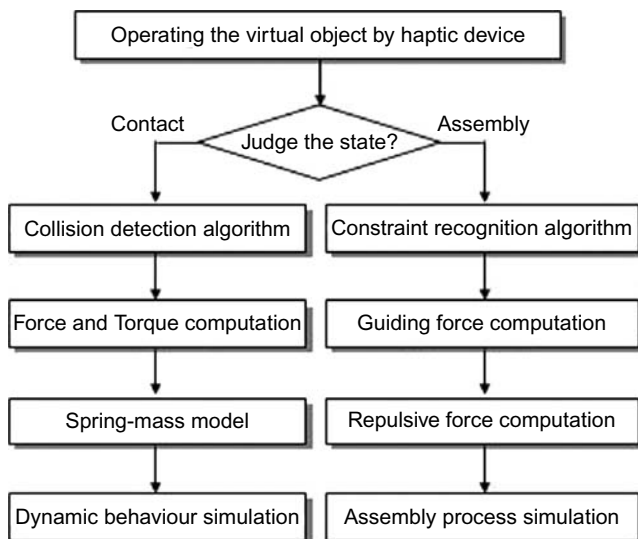 Operating the virtual object by haptic device
Contact
Judge the state?
Assembly
Collision detection algorithm
Constraint recognition algorithm
Force and Torque computation
Guiding force computation
Spring-mass model
Repulsive force computation
Dynamic behaviour simulation
Assembly process simulation